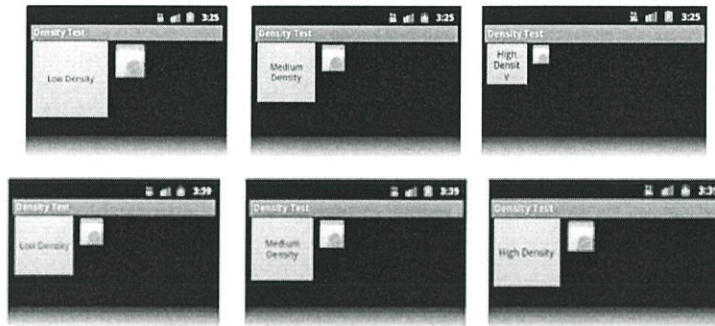 3:25
Density Test
Low Density
3:25
Density Test
Medium
Density
3:25
Density Test
High
Densit
y
3:39
Density Test
Low Density
3:39
Density Test
Medium
Density
3:39
Density Test
High Density